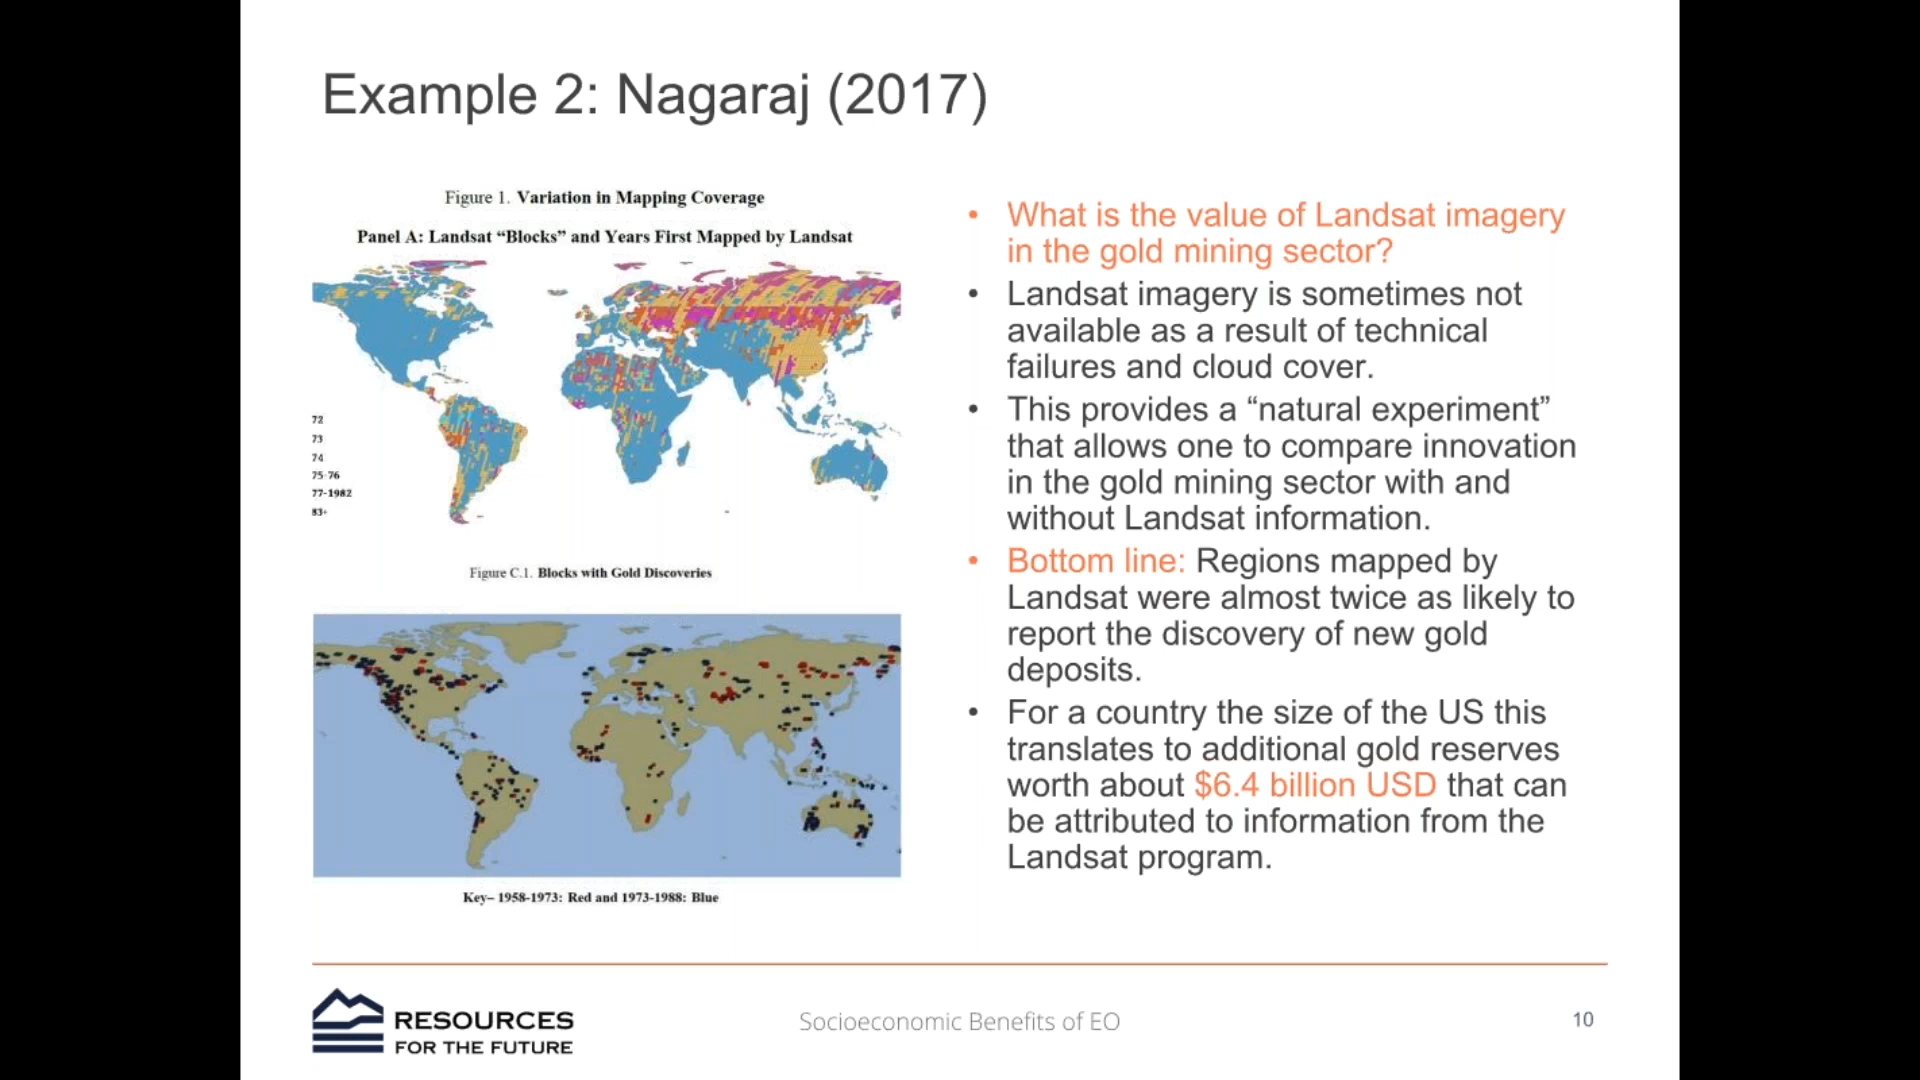 Example 2: Nagaraj (2017)
Figure 1. Variation in Mapping Coverage
Panel A: Landsat “Blocks” and Years First Mapped by Landsat
72
73
74
75-76
77-1982
83+
Figure C.1. Blocks with Gold Discoveries
Key– 1958-1973: Red and 1973-1988: Blue
• What is the value of Landsat imagery
in the gold mining sector?
• Landsat imagery is sometimes not
available as a result of technical
failures and cloud cover.
• This provides a “natural experiment”
that allows one to compare innovation
in the gold mining sector with and
without Landsat information.
• Bottom line: Regions mapped by
Landsat were almost twice as likely to
report the discovery of new gold
deposits.
• For a country the size of the US this
translates to additional gold reserves
worth about $6.4 billion USD that can
be attributed to information from the
Landsat program.
RESOURCES
FOR THE FUTURE
Socioeconomic Benefits of EO
10